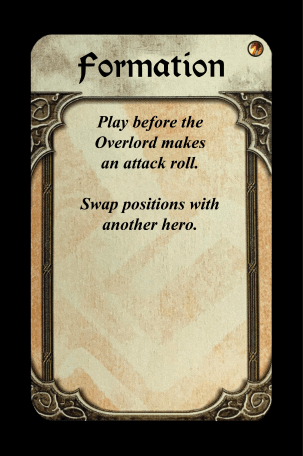 Formation
Play before the
Overlord makes
an attack roll.
Swap positions with
another hero.